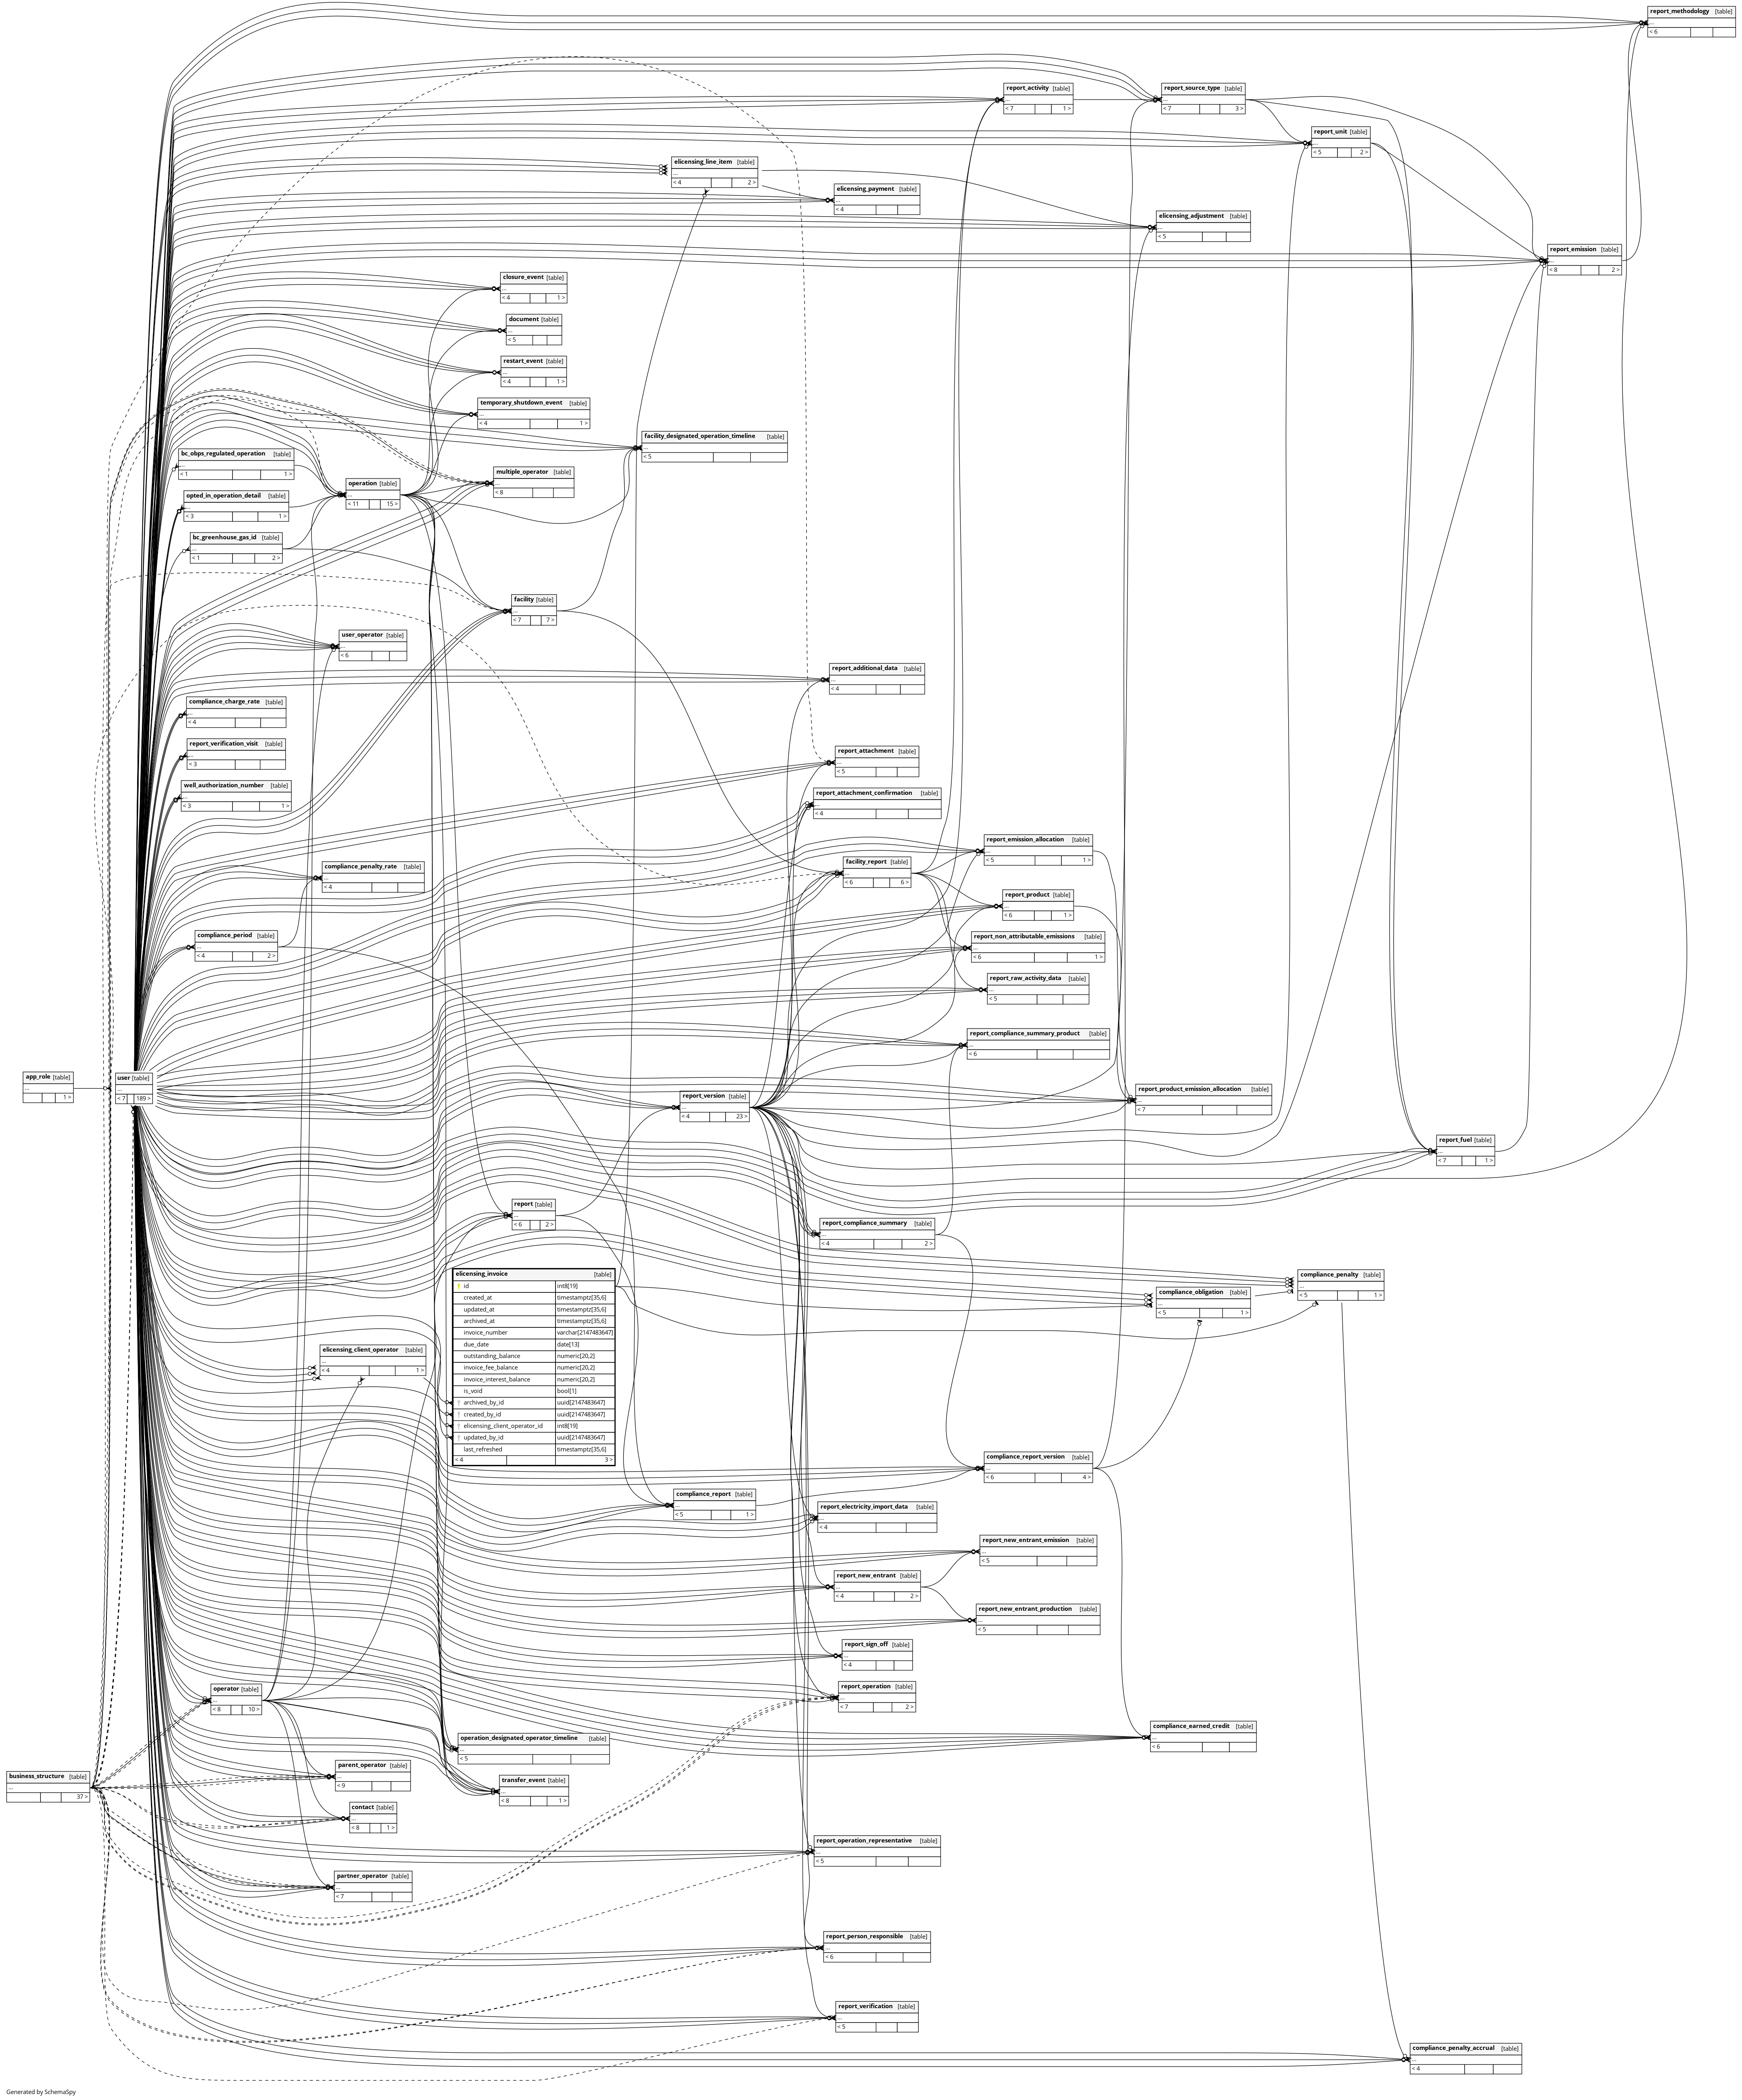 report_methodology [table]
...
< 6
report_activity [table]
...
< 7 1 >
report_source_type [table]
...
< 7 3 >
report_unit [table]
...
< 5 2 >
elicensing_line_item [table]
...
< 4 2 >
elicensing_payment [table]
...
< 4
elicensing_adjustment [table]
...
< 5
report_emission [table]
...
< 8 2 >
closure_event [table]
...
< 4 1 >
document [table]
...
< 5
restart_event [table]
...
< 4 1 >
temporary_shutdown_event [table]
...
< 4 1 >
facility_designated_operation_timeline [table]
...
< 5
bc_obps_regulated_operation [table]
...
< 1 1 >
multiple_operator [table]
...
< 8
operation [table]
...
< 11 15 >
opted_in_operation_detail [table]
...
< 3 1 >
bc_greenhouse_gas_id [table]
...
< 1 2 >
facility [table]
...
< 7 7 >
user_operator [table]
...
< 6
report_additional_data [table]
...
< 4
compliance_charge_rate [table]
...
< 4
report_verification_visit [table]
...
< 3
report_attachment [table]
...
< 5
well_authorization_number [table]
...
< 3 1 >
report_attachment_confirmation [table]
...
< 4
report_emission_allocation [table]
...
< 5 1 >
compliance_penalty_rate [table]
...
< 4
facility_report [table]
...
< 6 6 >
report_product [table]
...
< 6 1 >
compliance_period [table]
...
< 4 2 >
report_non_attributable_emissions [table]
...
< 6 1 >
report_raw_activity_data [table]
...
< 5
report_compliance_summary_product [table]
...
< 6
app_role [table]
...
1 >
user [table]
...
< 7 189 >
report_version [table]
...
< 4 23 >
report_product_emission_allocation [table]
...
< 7
report_fuel [table]
...
< 7 1 >
report [table]
...
< 6 2 >
report_compliance_summary [table]
...
< 4 2 >
elicensing_invoice [table]
id int8[19]
created_at timestamptz[35,6]
updated_at timestamptz[35,6]
archived_at timestamptz[35,6]
invoice_number varchar[2147483647]
due_date date[13]
outstanding_balance numeric[20,2]
invoice_fee_balance numeric[20,2]
invoice_interest_balance numeric[20,2]
is_void bool[1]
archived_by_id uuid[2147483647]
created_by_id uuid[2147483647]
elicensing_client_operator_id int8[19]
updated_by_id uuid[2147483647]
last_refreshed timestamptz[35,6]
< 4 3 >
compliance_obligation [table]
...
< 5 1 >
compliance_penalty [table]
...
< 5 1 >
elicensing_client_operator [table]
...
< 4 1 >
compliance_report_version [table]
...
< 6 4 >
compliance_report [table]
...
< 5 1 >
report_electricity_import_data [table]
...
< 4
report_new_entrant_emission [table]
...
< 5
report_new_entrant [table]
...
< 4 2 >
report_new_entrant_production [table]
...
< 5
report_sign_off [table]
...
< 4
operator [table]
...
< 8 10 >
report_operation [table]
...
< 7 2 >
compliance_earned_credit [table]
...
< 6
operation_designated_operator_timeline [table]
...
< 5
business_structure [table]
...
37 >
parent_operator [table]
...
< 9
transfer_event [table]
...
< 8 1 >
contact [table]
...
< 8 1 >
report_operation_representative [table]
...
< 5
partner_operator [table]
...
< 7
report_person_responsible [table]
...
< 6
report_verification [table]
...
< 5
compliance_penalty_accrual [table]
...
< 4
Generated by SchemaSpy